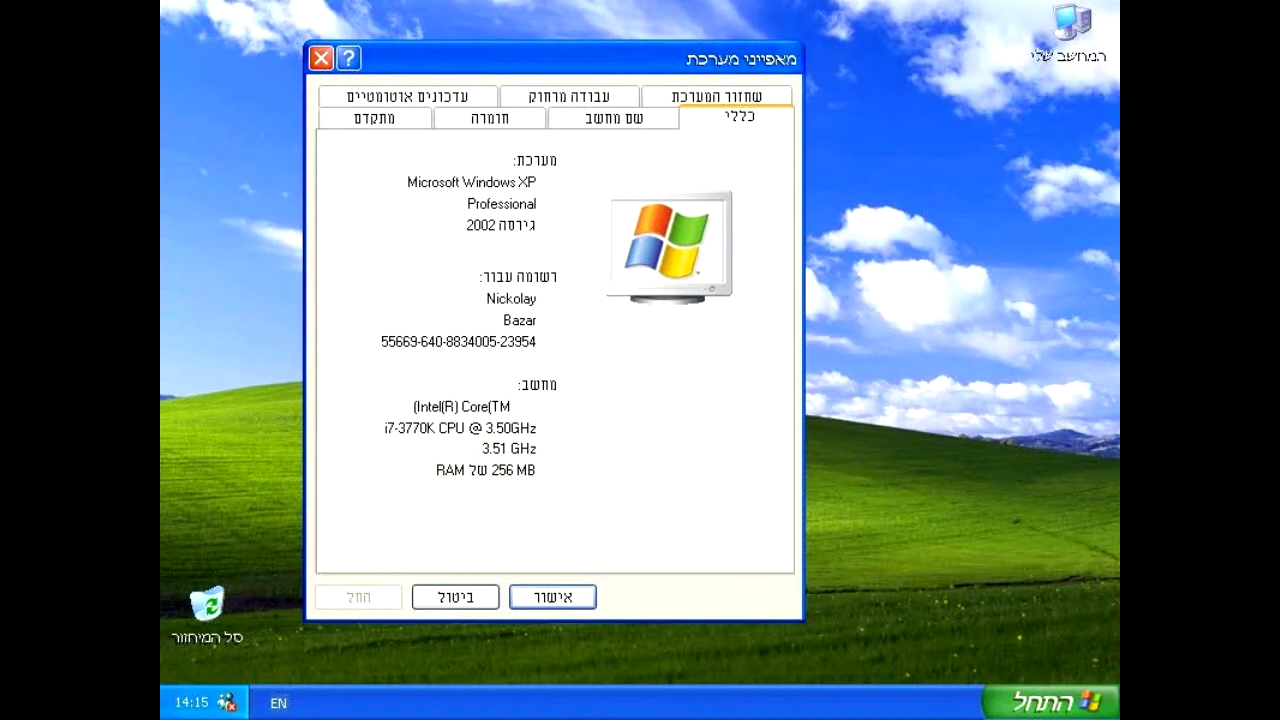 המחשב שלי
מאפייני מערכת
?
שחזור המערכת
עבודה מרחוק
עדכונים אוטומטיים
כללי
שם מחשב
חומרה
מתקדם
מערכת:
Microsoft Windows XP
Professional
גירסה 2002
רשומה עבור:
Nickolay
Bazar
55669-640-8834005-23954
מחשב:
(Intel(R) Core(TM
i7-3770K CPU @ 3.50GHz
3.51 GHz
256 MB של RAM
אישור
ביטול
החל
סל המיחזור
התחל
EN
14:15